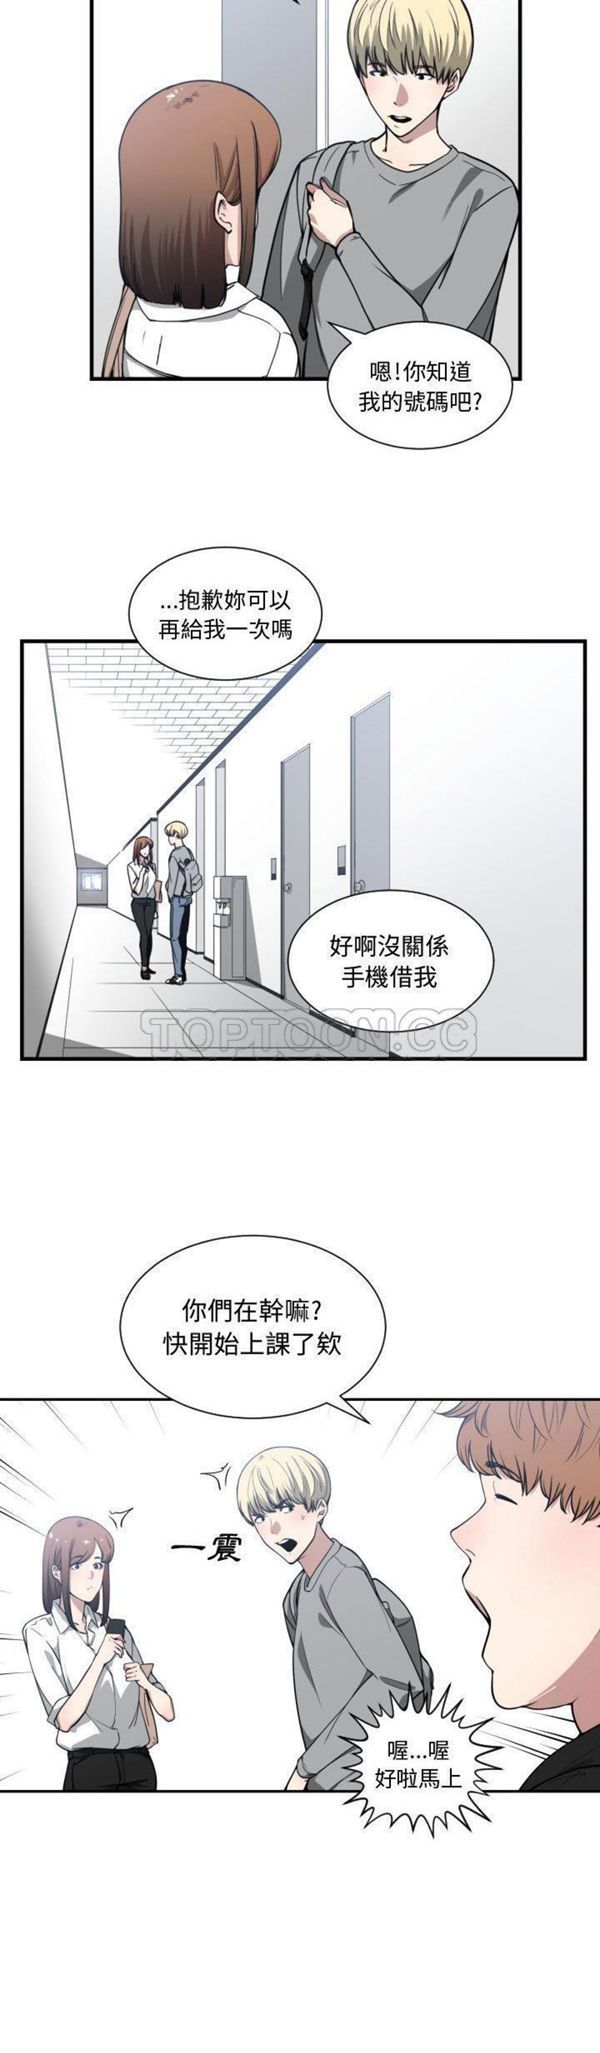 嗯!你知道
我的號碼吧?
...抱歉妳可以
再給我一次嗎
好啊沒關係
手機借我
TOPTOON.CC
你們在幹嘛?
快開始上課了欸
一震
喔...喔
好啦馬上